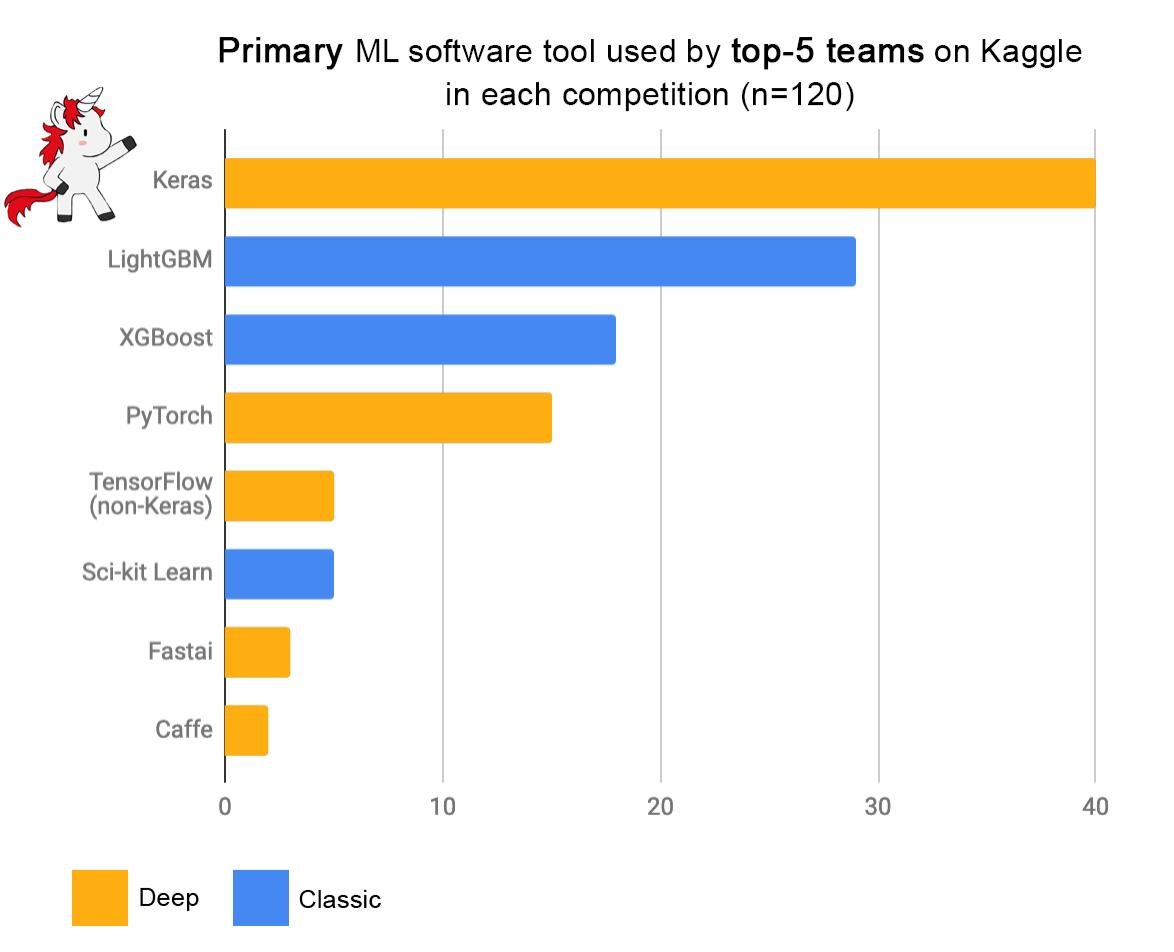 Primary ML software tool used by top-5 teams on Kaggle
in each competition (n=120)
Keras
LightGBM
XGBoost
PyTorch
TensorFlow
(non-Keras)
Sci-kit Learn
Fastai
Caffe
0 10 20 30 40
Deep Classic